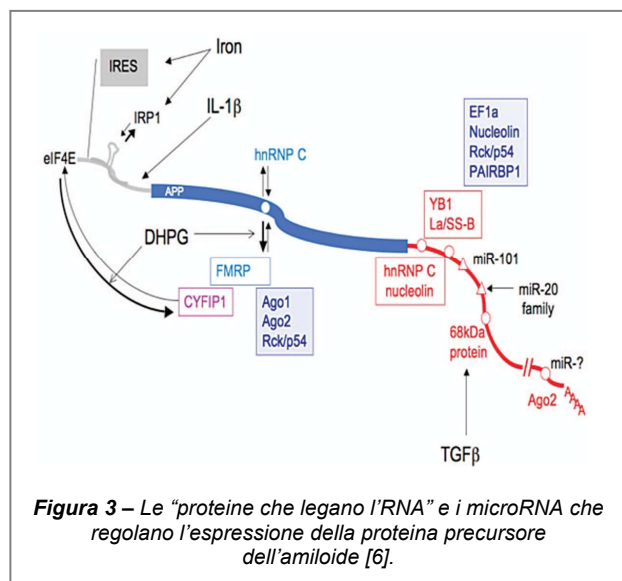 Iron
IRES
IRP1
IL-1β
eIF4E
APP
hnRNP C
EF1a
Nucleolin
Rck/p54
PAIRBP1
YB1
La/SS-B
DHPG
FMRP
hnRNP C
nucleolin
miR-101
miR-20
family
CYFIP1
Ago1
Ago2
Rck/p54
68kDa
protein
miR-?
Ago2
AAAA
TGFβ
Figura 3 – Le “proteine che legano l’RNA” e i microRNA che
regolano l’espressione della proteina precursore
dell’amiloide [6].